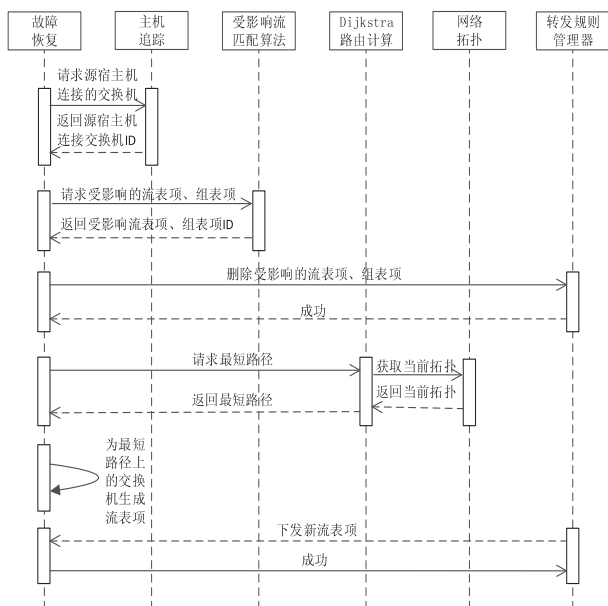 故障
恢复
主机
追踪
受影响流
匹配算法
Dijkstra
路由计算
网络
拓扑
转发规则
管理器
请求源宿主机
连接的交换机
返回源宿主机
连接交换机ID
请求受影响的流表项、组表项
返回受影响流表项、组表项ID
删除受影响的流表项、组表项
成功
请求最短路径
获取当前拓扑
返回当前拓扑
返回最短路径
为最短
路径上
的交换
机生成
流表项
下发新流表项
成功